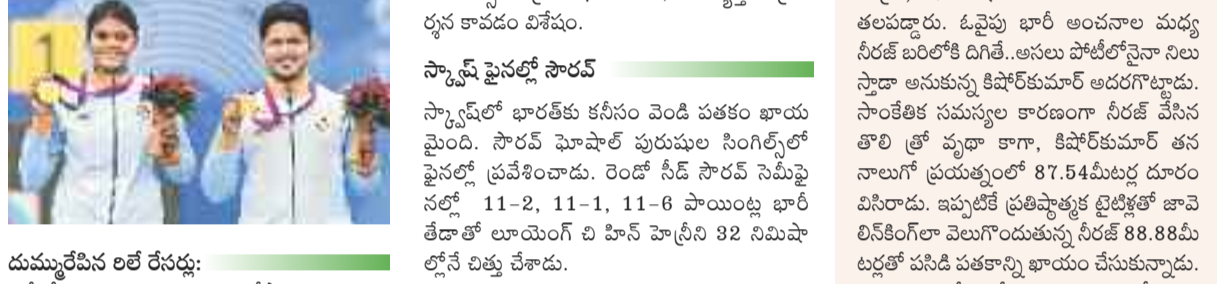 1
దుమ్మురేపిన రిలే రేసర్లు:
ర్శన కావడం విశేషం.
స్క్వాష్ ఫైనల్లో సౌరవ్
స్క్వాష్‌లో భారత్‌కు కనీసం వెండి పతకం ఖాయ
మైంది. సౌరవ్ ఘోషాల్ పురుషుల సింగిల్స్‌లో
ఫైనల్లో ప్రవేశించాడు. రెండో సీడ్ సౌరవ్ సెమీఫై
నల్లో 11-2, 11-1, 11-6 పాయింట్ల భారీ
తేడాతో లూయెంగ్ చి హిన్ హెన్రీని 32 నిమిషా
ల్లోనే చిత్తు చేశాడు.
తలపడ్డారు. ఓవైపు భారీ అంచనాల మధ్య
నీరజ్ బరిలోకి దిగితే..అసలు పోటీలోనైనా నిలు
స్తాడా అనుకున్న కిషోర్‌కుమార్ అదరగొట్టాడు.
సాంకేతిక సమస్యల కారణంగా నీరజ్ వేసిన
తొలి త్రో వృథా కాగా, కిషోర్‌కుమార్ తన
నాలుగో ప్రయత్నంలో 87.54మీటర్ల దూరం
విసిరాడు. ఇప్పటికే ప్రతిష్ఠాత్మక టైటిళ్లతో జావె
లిన్‌కింగ్‌లా వెలుగొందుతున్న నీరజ్ 88.88మీ
టర్లతో పసిడి పతకాన్ని ఖాయం చేసుకున్నాడు.